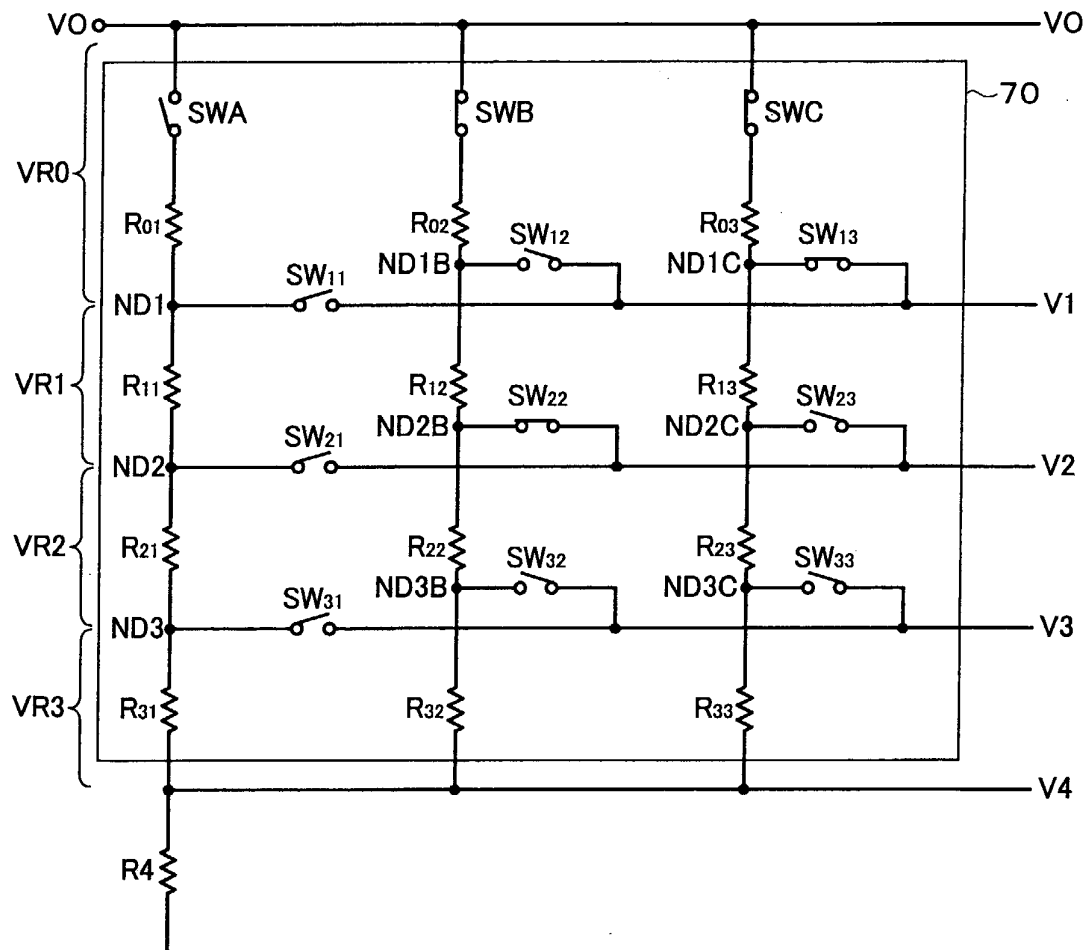 VO VO
70
SWA SWB SWC
VR0
R01 R02 R03
SW12 SW13
ND1B ND1C
SW11
ND1 V1
VR1
R11 R12 R13
SW22 SW23
ND2B ND2C
SW21
ND2 V2
VR2
R21 R22 R23
SW32 SW33
ND3B ND3C
SW31
ND3 V3
VR3
R31 R32 R33
V4
R4